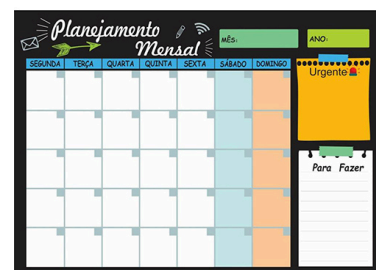 Planejamento
Mensal
MÊS:
ANO:
SEGUNDA TERÇA QUARTA QUINTA SEXTA SÁBADO DOMINGO
Urgente
Para Fazer